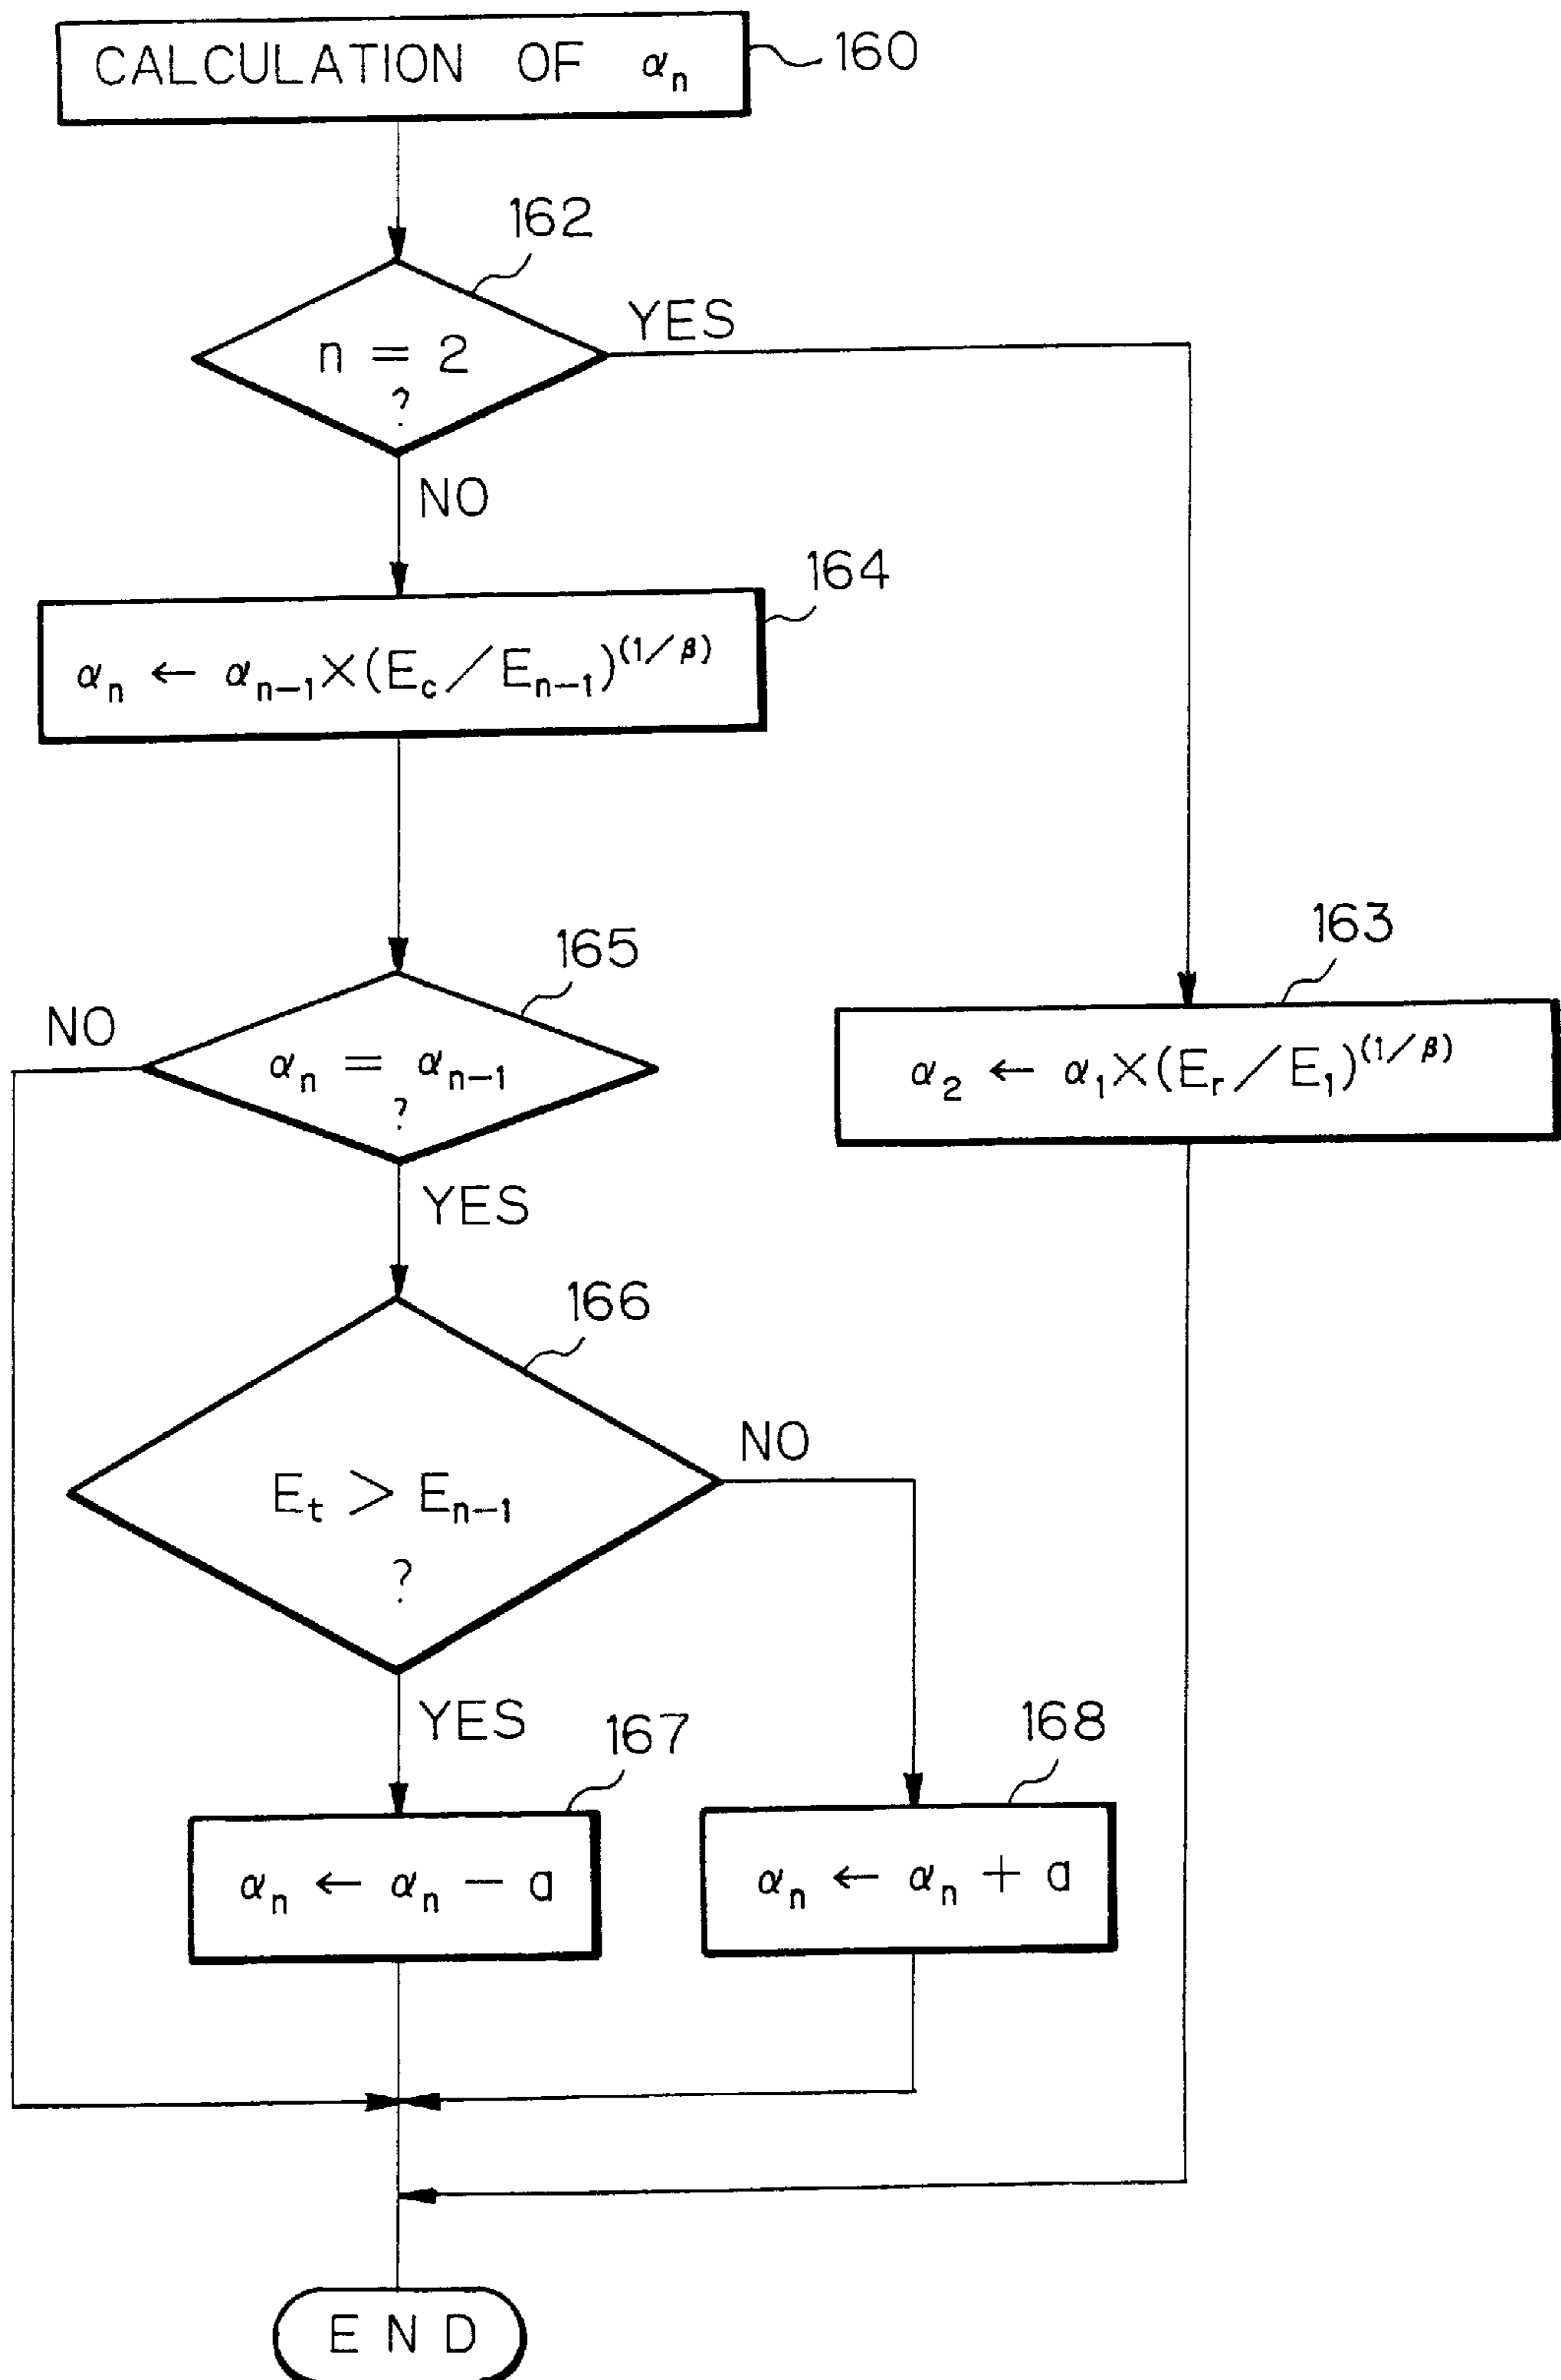 CALCULATION OF αₙ
160
162
n = 2
?
YES
NO
164
αₙ ← αₙ₋₁×(E_c/Eₙ₋₁)^(1/β)
165
NO
αₙ = αₙ₋₁
?
YES
163
α₂ ← α₁×(Eᵣ/E₁)^(1/β)
166
NO
Eₜ > Eₙ₋₁
?
YES
167
αₙ ← αₙ − a
168
αₙ ← αₙ + a
END